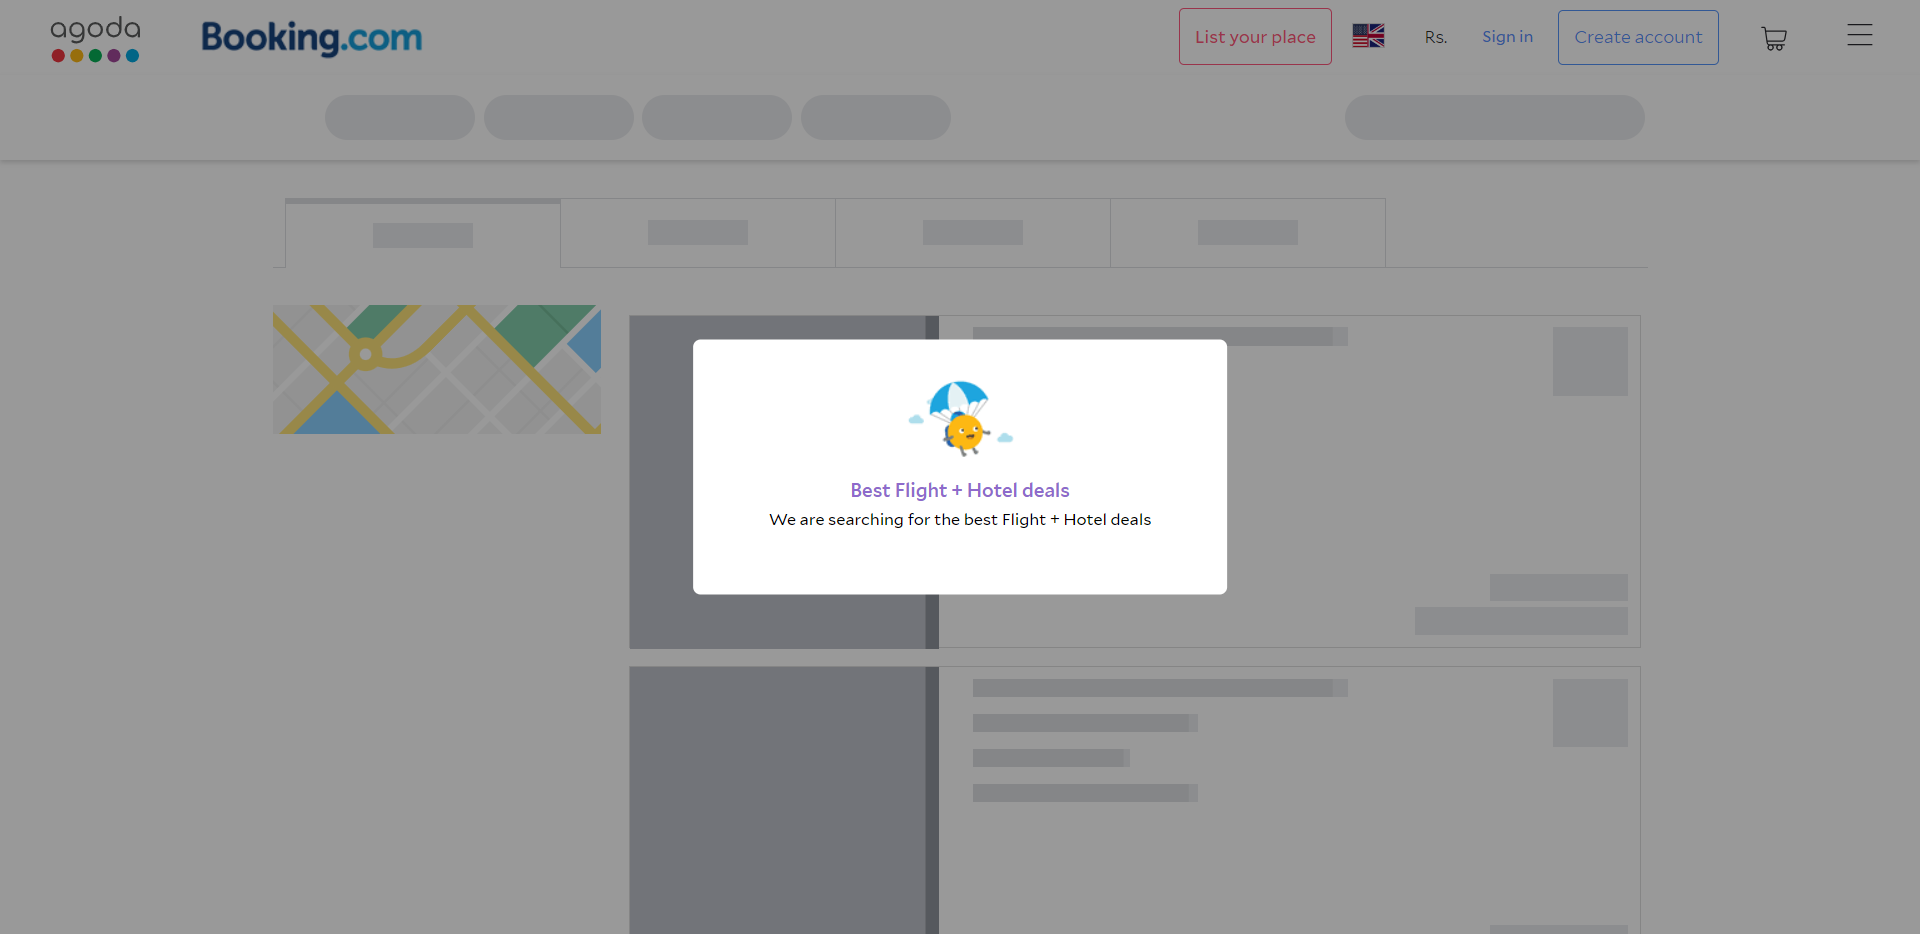 agoda
Booking.com
List your place
Rs.
Sign in
Create account
Best Flight + Hotel deals
We are searching for the best Flight + Hotel deals